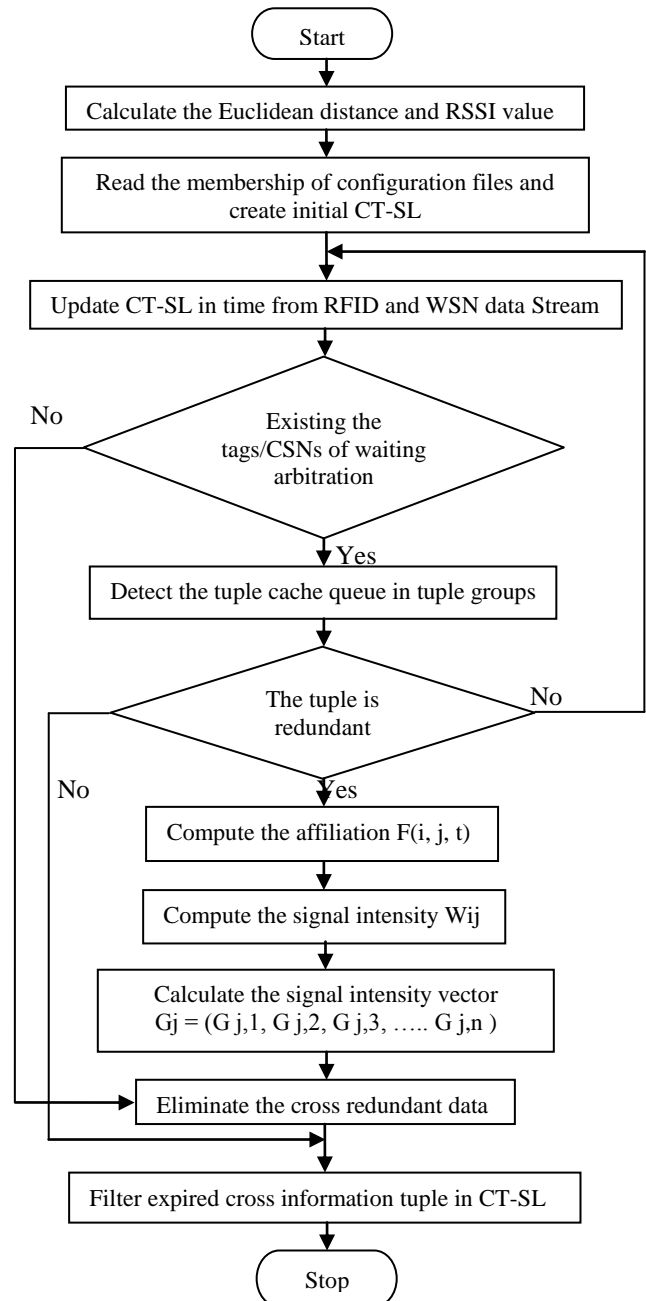 Start
Calculate the Euclidean distance and RSSI value
Read the membership of configuration files and
create initial CT-SL
Update CT-SL in time from RFID and WSN data Stream
No
Existing the
tags/CSNs of waiting
arbitration
Yes
Detect the tuple cache queue in tuple groups
The tuple is
redundant
No
No
Yes
Compute the affiliation F(i, j, t)
Compute the signal intensity Wij
Calculate the signal intensity vector
Gj = (G j,1, G j,2, G j,3, ….. G j,n )
Eliminate the cross redundant data
Filter expired cross information tuple in CT-SL
Stop